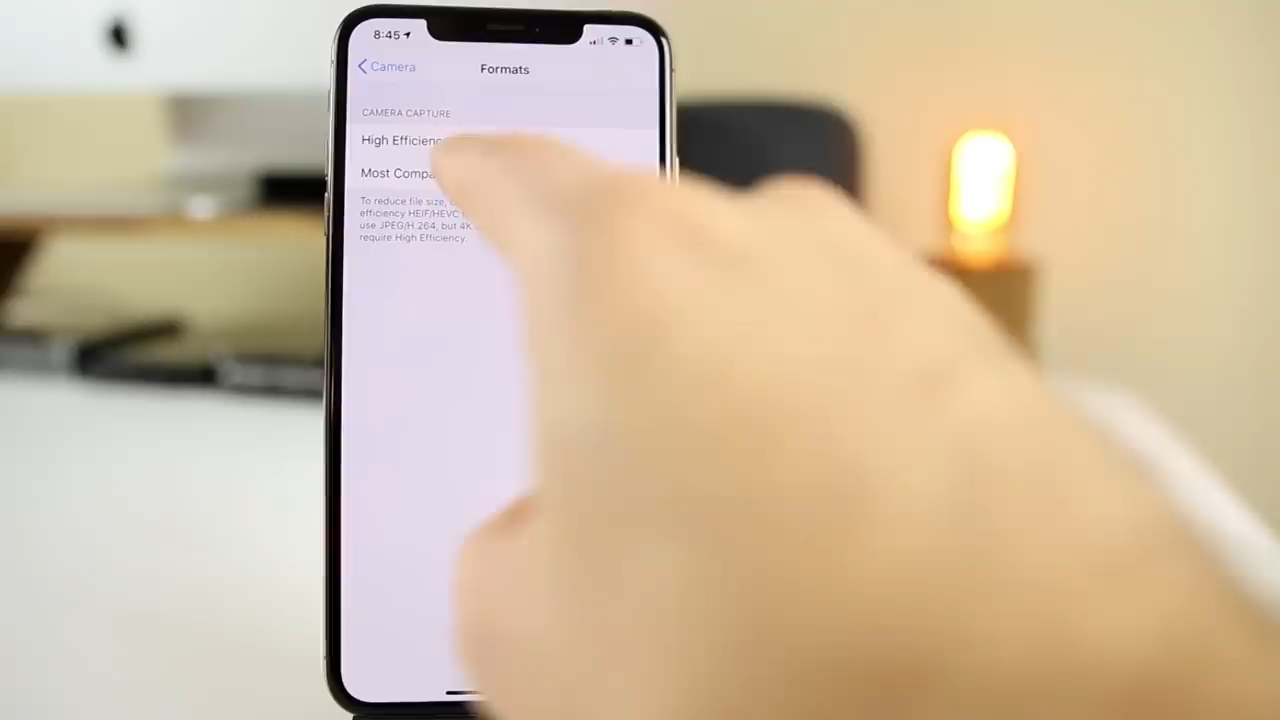 8:45
Camera
Formats
CAMERA CAPTURE
High Efficienc
Most Compa
To reduce file size,
efficiency HEIF/HEVC
use JPEG/H.264, but 4K
require High Efficiency.